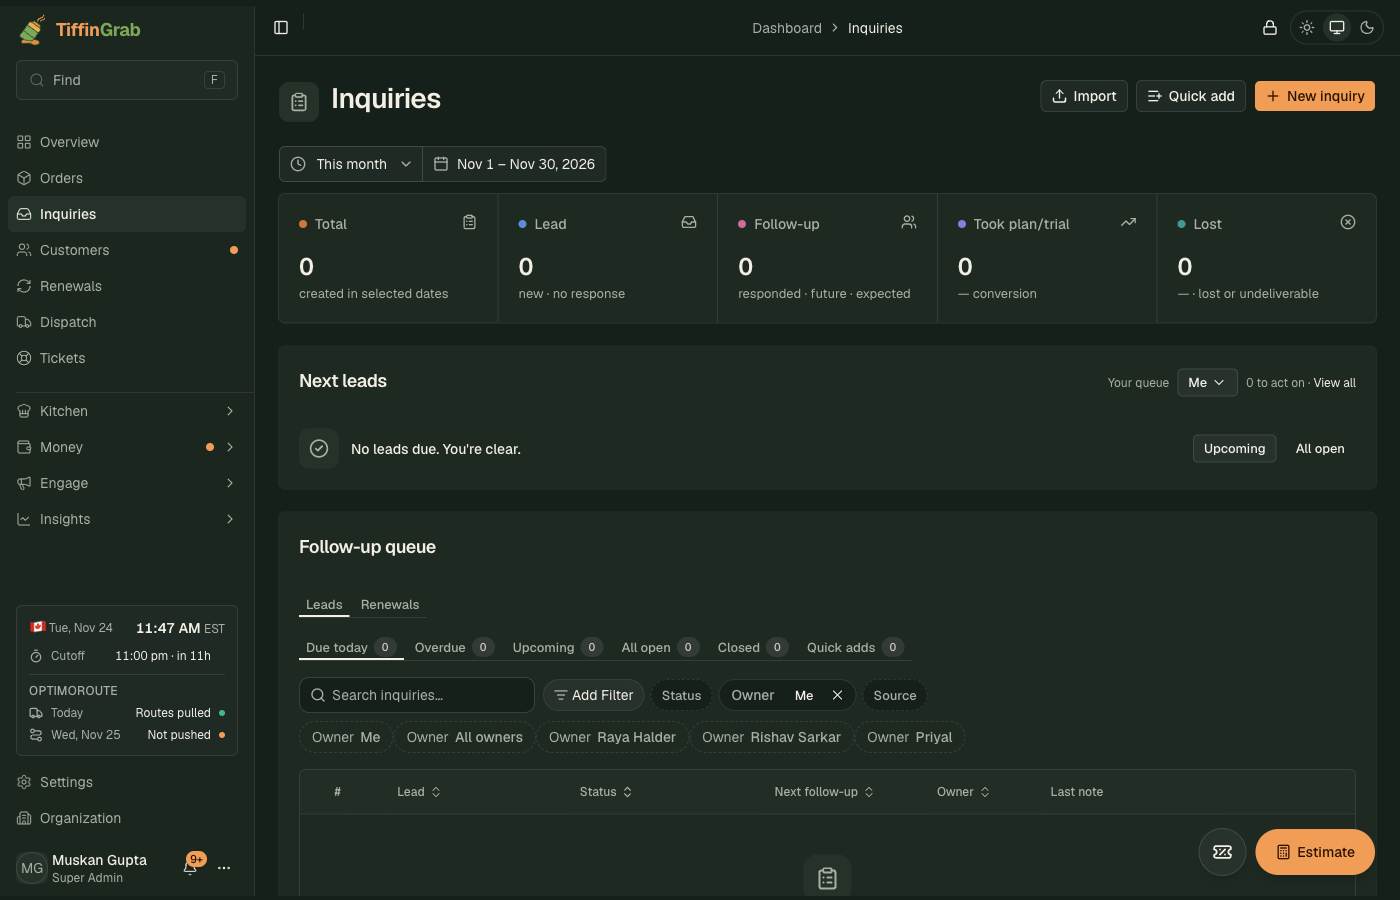 TiffinGrab
Find F
Overview
Orders
Inquiries
Customers
Renewals
Dispatch
Tickets
Kitchen
Money
Engage
Insights
Tue, Nov 24 11:47 AM EST
Cutoff 11:00 pm · in 11h
OPTIMOROUTE
Today Routes pulled
Wed, Nov 25 Not pushed
Settings
Organization
MG Muskan Gupta 9+
Super Admin
Dashboard > Inquiries
Inquiries
Import Quick add New inquiry
This month Nov 1 – Nov 30, 2026
Total Lead Follow-up Took plan/trial Lost
0 0 0 0 0
created in selected dates new · no response responded · future · expected — conversion — · lost or undeliverable
Next leads Your queue Me 0 to act on · View all
No leads due. You're clear. Upcoming All open
Follow-up queue
Leads Renewals
Due today 0 Overdue 0 Upcoming 0 All open 0 Closed 0 Quick adds 0
Search inquiries... Add Filter Status Owner Me Source
Owner Me Owner All owners Owner Raya Halder Owner Rishav Sarkar Owner Priyal
# Lead Status Next follow-up Owner Last note
Estimate